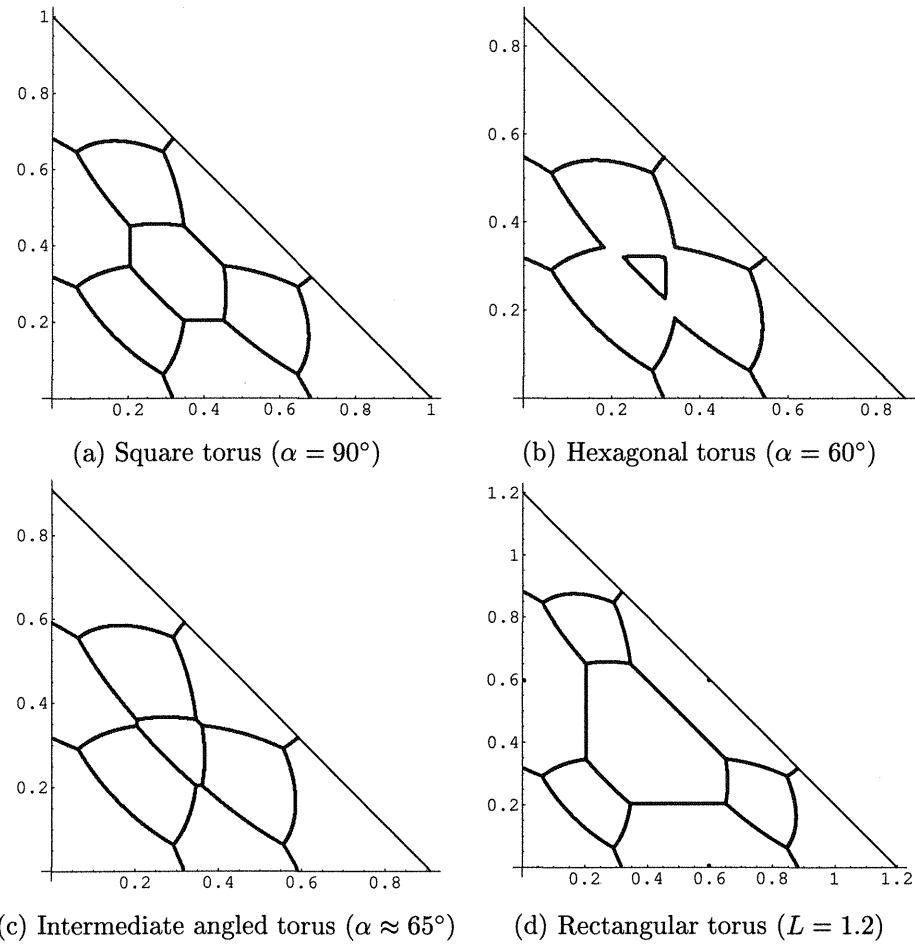 1
0.8
0.6
0.4
0.2
0.2 0.4 0.6 0.8 1
(a) Square torus (α = 90°)
0.8
0.6
0.4
0.2
0.2 0.4 0.6 0.8
(b) Hexagonal torus (α = 60°)
0.8
0.6
0.4
0.2
0.2 0.4 0.6 0.8
(c) Intermediate angled torus (α ≈ 65°)
1.2
1
0.8
0.6
0.4
0.2
0.2 0.4 0.6 0.8 1 1.2
(d) Rectangular torus (L = 1.2)